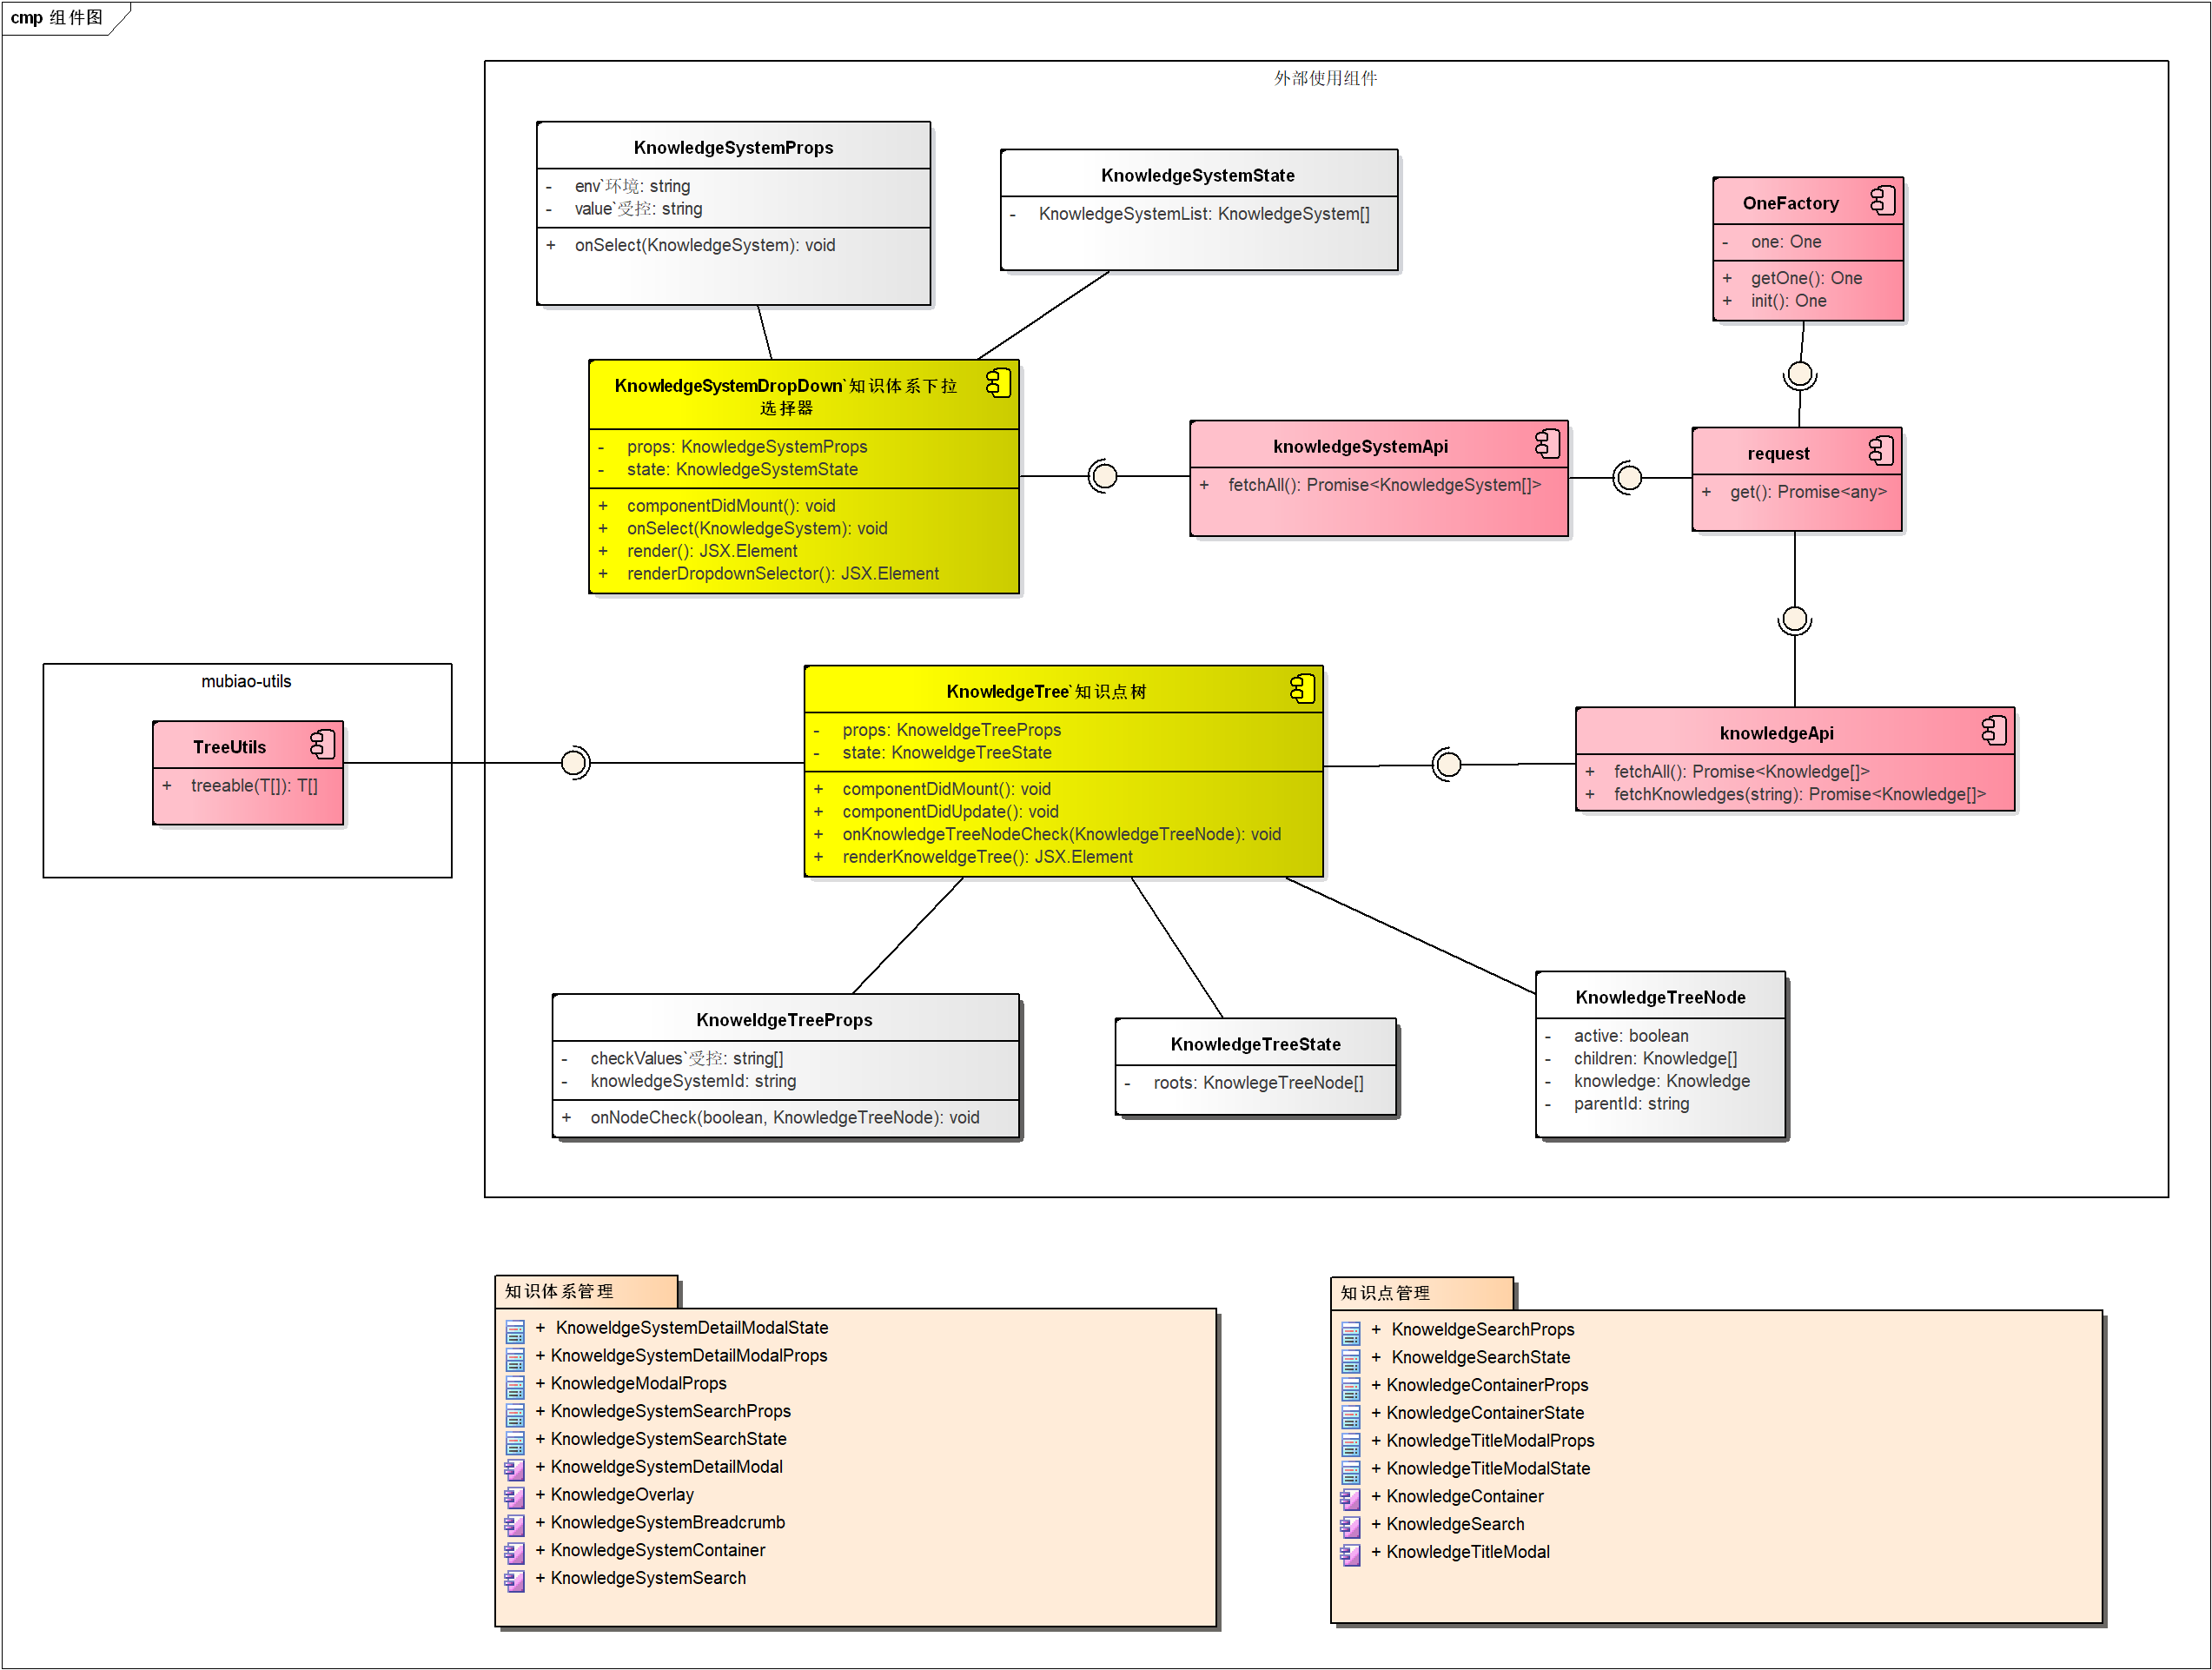 cmp 组件图
外部使用组件
KnowledgeSystemProps
- env`环境: string
- value`受控: string
+ onSelect(KnowledgeSystem): void
KnowledgeSystemState
- KnowledgeSystemList: KnowledgeSystem[]
OneFactory
- one: One
+ getOne(): One
+ init(): One
KnowledgeSystemDropDown`知识体系下拉
选择器
- props: KnowledgeSystemProps
- state: KnowledgeSystemState
+ componentDidMount(): void
+ onSelect(KnowledgeSystem): void
+ render(): JSX.Element
+ renderDropdownSelector(): JSX.Element
knowledgeSystemApi
+ fetchAll(): Promise<KnowledgeSystem[]>
request
+ get(): Promise<any>
mubiao-utils
TreeUtils
+ treeable(T[]): T[]
KnowledgeTree`知识点树
- props: KnoweldgeTreeProps
- state: KnoweldgeTreeState
+ componentDidMount(): void
+ componentDidUpdate(): void
+ onKnowledgeTreeNodeCheck(KnowledgeTreeNode): void
+ renderKnoweldgeTree(): JSX.Element
knowledgeApi
+ fetchAll(): Promise<Knowledge[]>
+ fetchKnowledges(string): Promise<Knowledge[]>
KnoweldgeTreeProps
- checkValues`受控: string[]
- knowledgeSystemId: string
+ onNodeCheck(boolean, KnowledgeTreeNode): void
KnowledgeTreeState
- roots: KnowlegeTreeNode[]
KnowledgeTreeNode
- active: boolean
- children: Knowledge[]
- knowledge: Knowledge
- parentId: string
知识体系管理
+ KnoweldgeSystemDetailModalState
+ KnoweldgeSystemDetailModalProps
+ KnowledgeModalProps
+ KnowledgeSystemSearchProps
+ KnowledgeSystemSearchState
+ KnoweldgeSystemDetailModal
+ KnowledgeOverlay
+ KnowledgeSystemBreadcrumb
+ KnowledgeSystemContainer
+ KnowledgeSystemSearch
知识点管理
+ KnoweldgeSearchProps
+ KnoweldgeSearchState
+ KnowledgeContainerProps
+ KnowledgeContainerState
+ KnowledgeTitleModalProps
+ KnowledgeTitleModalState
+ KnowledgeContainer
+ KnowledgeSearch
+ KnowledgeTitleModal